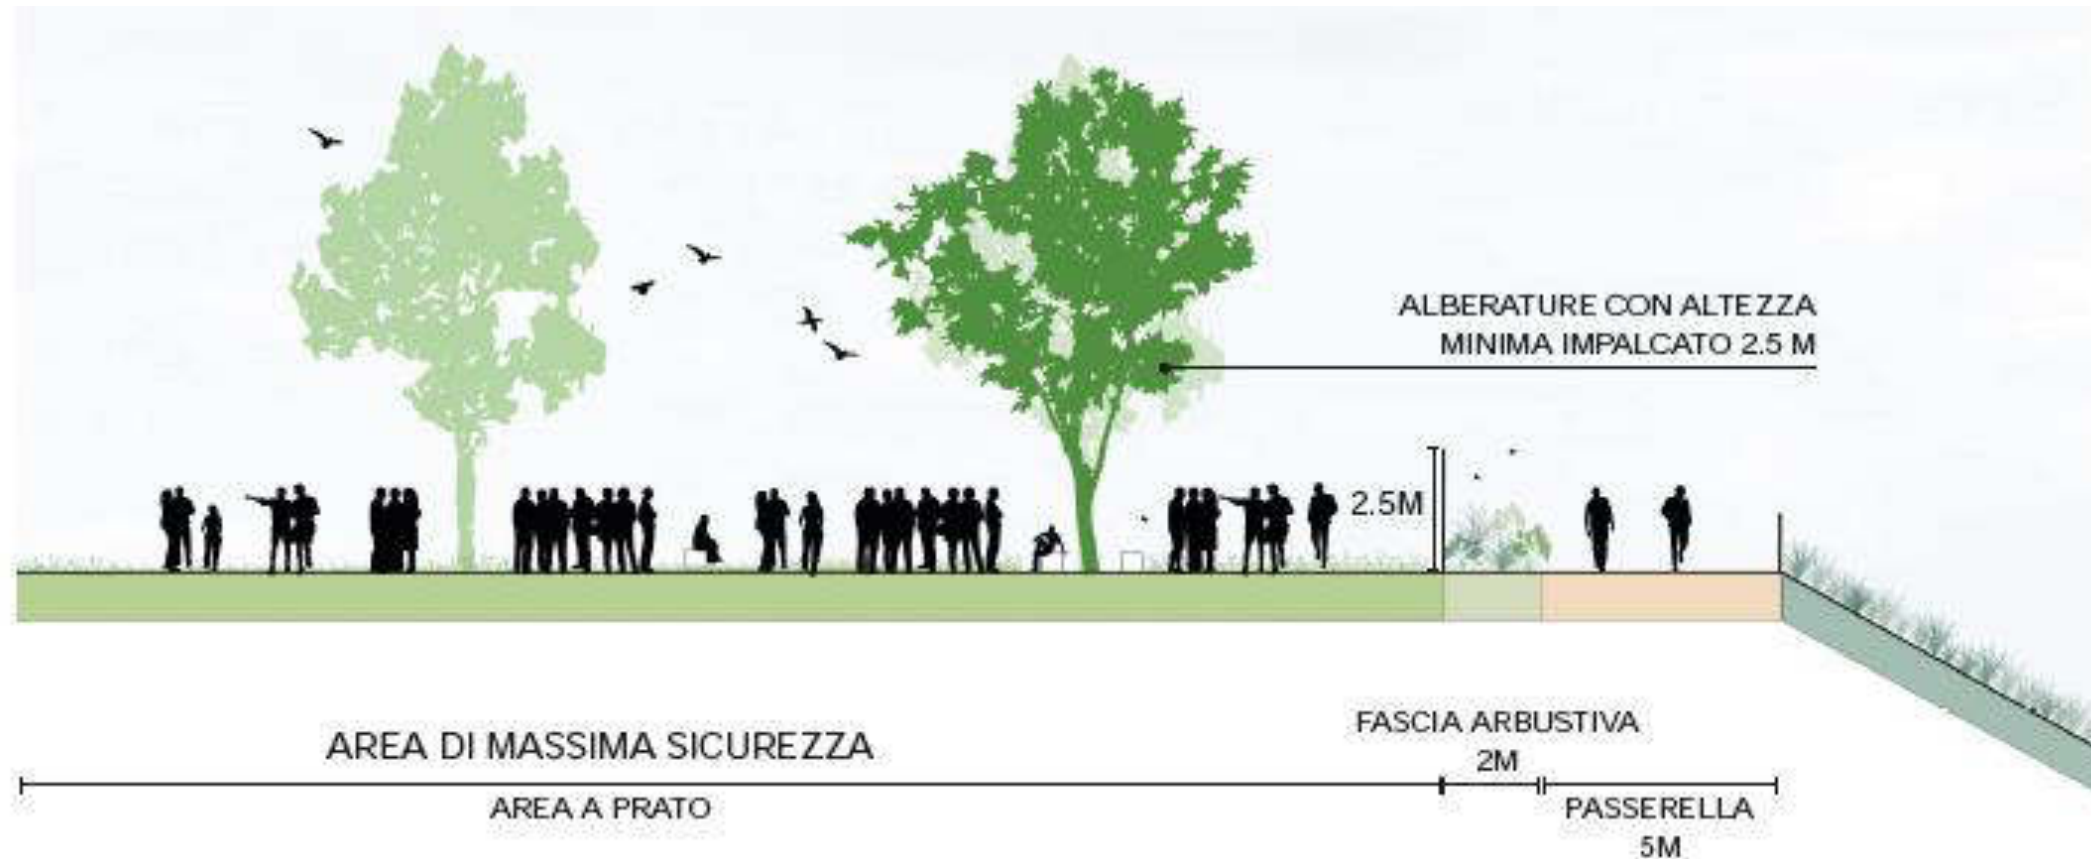 ALBERATURE CON ALTEZZA
MINIMA IMPALCATO 2.5 M
2.5M
AREA DI MASSIMA SICUREZZA
AREA A PRATO
FASCIA ARBUSTIVA
2M
PASSERELLA
5M